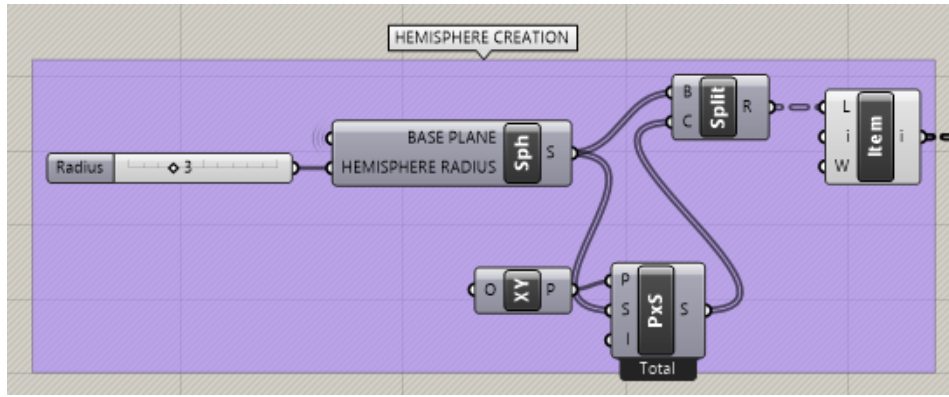 HEMISPHERE CREATION
Radius
3
BASE PLANE
HEMISPHERE RADIUS
Sph
S
B
C
Split
R
L
i
W
Item
i
O
XY
P
P
S
I
PxS
S
Total